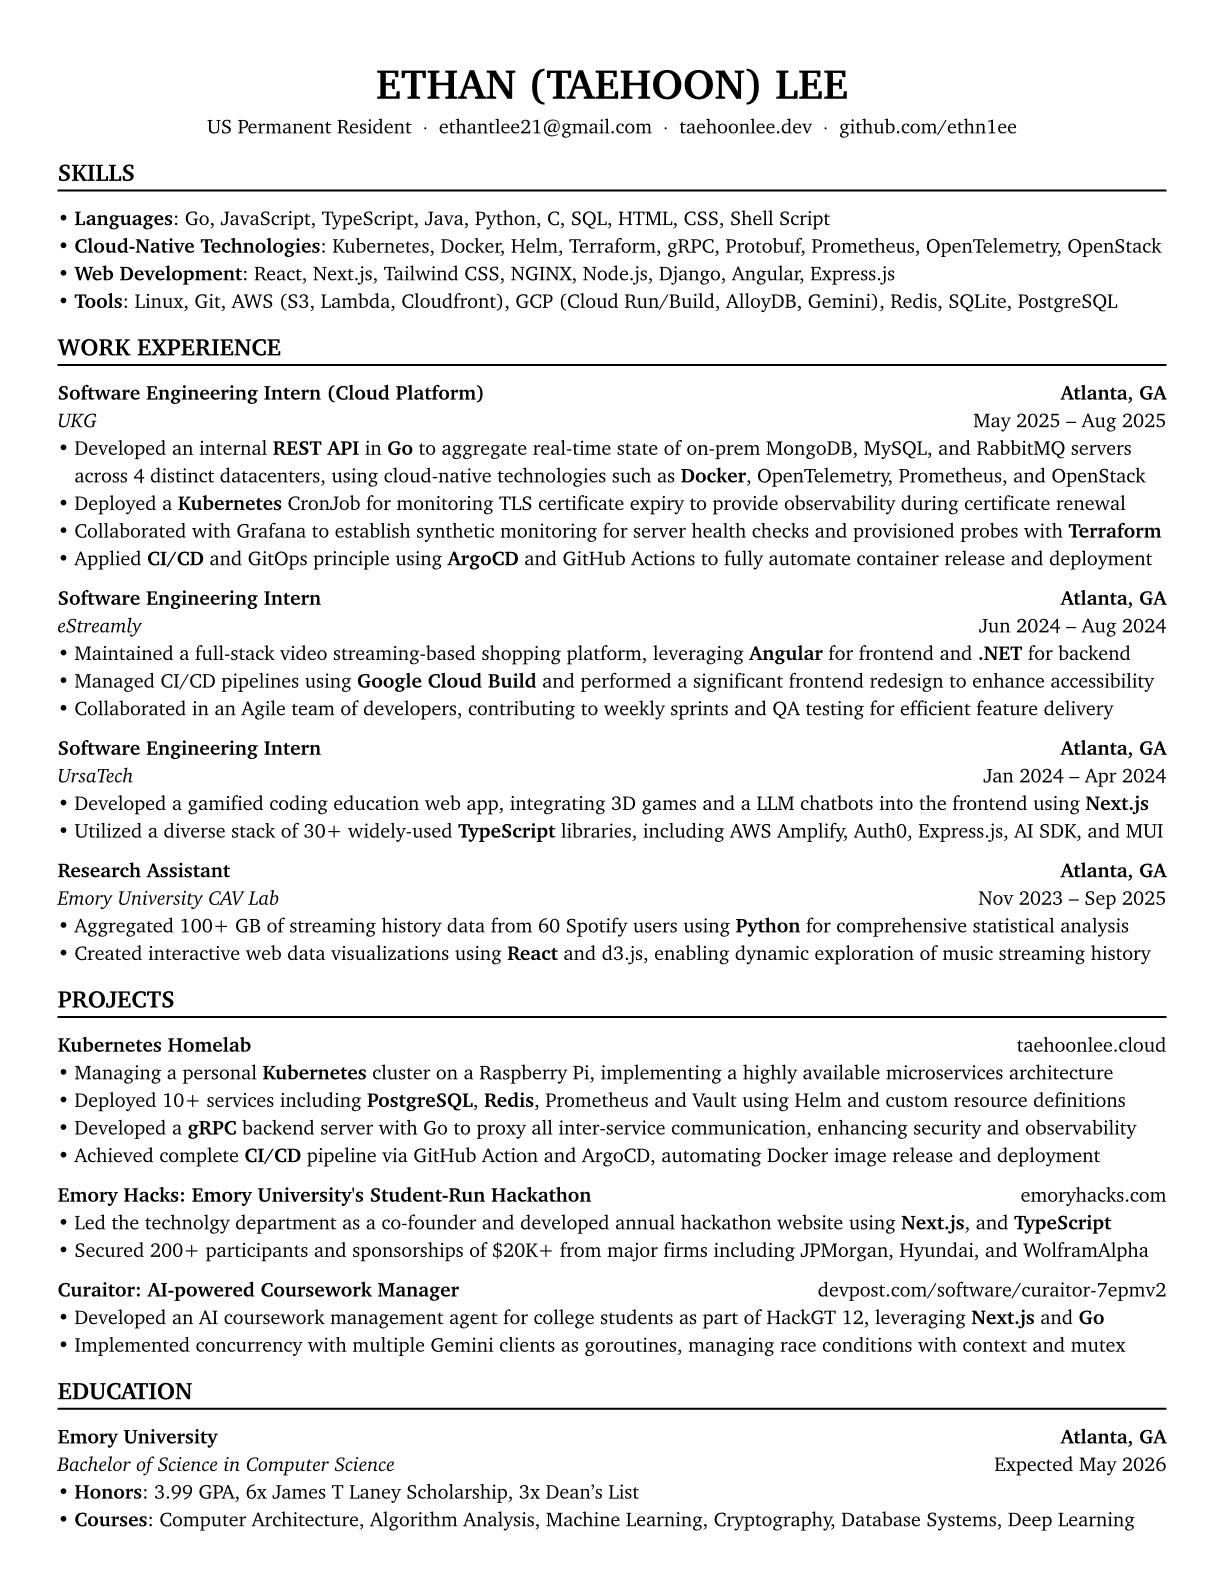 ETHAN (TAEHOON) LEE
US Permanent Resident · ethantlee21@gmail.com · taehoonlee.dev · github.com/ethn1ee
SKILLS
• Languages: Go, JavaScript, TypeScript, Java, Python, C, SQL, HTML, CSS, Shell Script
• Cloud-Native Technologies: Kubernetes, Docker, Helm, Terraform, gRPC, Protobuf, Prometheus, OpenTelemetry, OpenStack
• Web Development: React, Next.js, Tailwind CSS, NGINX, Node.js, Django, Angular, Express.js
• Tools: Linux, Git, AWS (S3, Lambda, Cloudfront), GCP (Cloud Run/Build, AlloyDB, Gemini), Redis, SQLite, PostgreSQL
WORK EXPERIENCE
Software Engineering Intern (Cloud Platform) Atlanta, GA
UKG May 2025 – Aug 2025
• Developed an internal REST API in Go to aggregate real-time state of on-prem MongoDB, MySQL, and RabbitMQ servers
across 4 distinct datacenters, using cloud-native technologies such as Docker, OpenTelemetry, Prometheus, and OpenStack
• Deployed a Kubernetes CronJob for monitoring TLS certificate expiry to provide observability during certificate renewal
• Collaborated with Grafana to establish synthetic monitoring for server health checks and provisioned probes with Terraform
• Applied CI/CD and GitOps principle using ArgoCD and GitHub Actions to fully automate container release and deployment
Software Engineering Intern Atlanta, GA
eStreamly Jun 2024 – Aug 2024
• Maintained a full-stack video streaming-based shopping platform, leveraging Angular for frontend and .NET for backend
• Managed CI/CD pipelines using Google Cloud Build and performed a significant frontend redesign to enhance accessibility
• Collaborated in an Agile team of developers, contributing to weekly sprints and QA testing for efficient feature delivery
Software Engineering Intern Atlanta, GA
UrsaTech Jan 2024 – Apr 2024
• Developed a gamified coding education web app, integrating 3D games and a LLM chatbots into the frontend using Next.js
• Utilized a diverse stack of 30+ widely-used TypeScript libraries, including AWS Amplify, Auth0, Express.js, AI SDK, and MUI
Research Assistant Atlanta, GA
Emory University CAV Lab Nov 2023 – Sep 2025
• Aggregated 100+ GB of streaming history data from 60 Spotify users using Python for comprehensive statistical analysis
• Created interactive web data visualizations using React and d3.js, enabling dynamic exploration of music streaming history
PROJECTS
Kubernetes Homelab taehoonlee.cloud
• Managing a personal Kubernetes cluster on a Raspberry Pi, implementing a highly available microservices architecture
• Deployed 10+ services including PostgreSQL, Redis, Prometheus and Vault using Helm and custom resource definitions
• Developed a gRPC backend server with Go to proxy all inter-service communication, enhancing security and observability
• Achieved complete CI/CD pipeline via GitHub Action and ArgoCD, automating Docker image release and deployment
Emory Hacks: Emory University's Student-Run Hackathon emoryhacks.com
• Led the technolgy department as a co-founder and developed annual hackathon website using Next.js, and TypeScript
• Secured 200+ participants and sponsorships of $20K+ from major firms including JPMorgan, Hyundai, and WolframAlpha
Curaitor: AI-powered Coursework Manager devpost.com/software/curaitor-7epmv2
• Developed an AI coursework management agent for college students as part of HackGT 12, leveraging Next.js and Go
• Implemented concurrency with multiple Gemini clients as goroutines, managing race conditions with context and mutex
EDUCATION
Emory University Atlanta, GA
Bachelor of Science in Computer Science Expected May 2026
• Honors: 3.99 GPA, 6x James T Laney Scholarship, 3x Dean’s List
• Courses: Computer Architecture, Algorithm Analysis, Machine Learning, Cryptography, Database Systems, Deep Learning